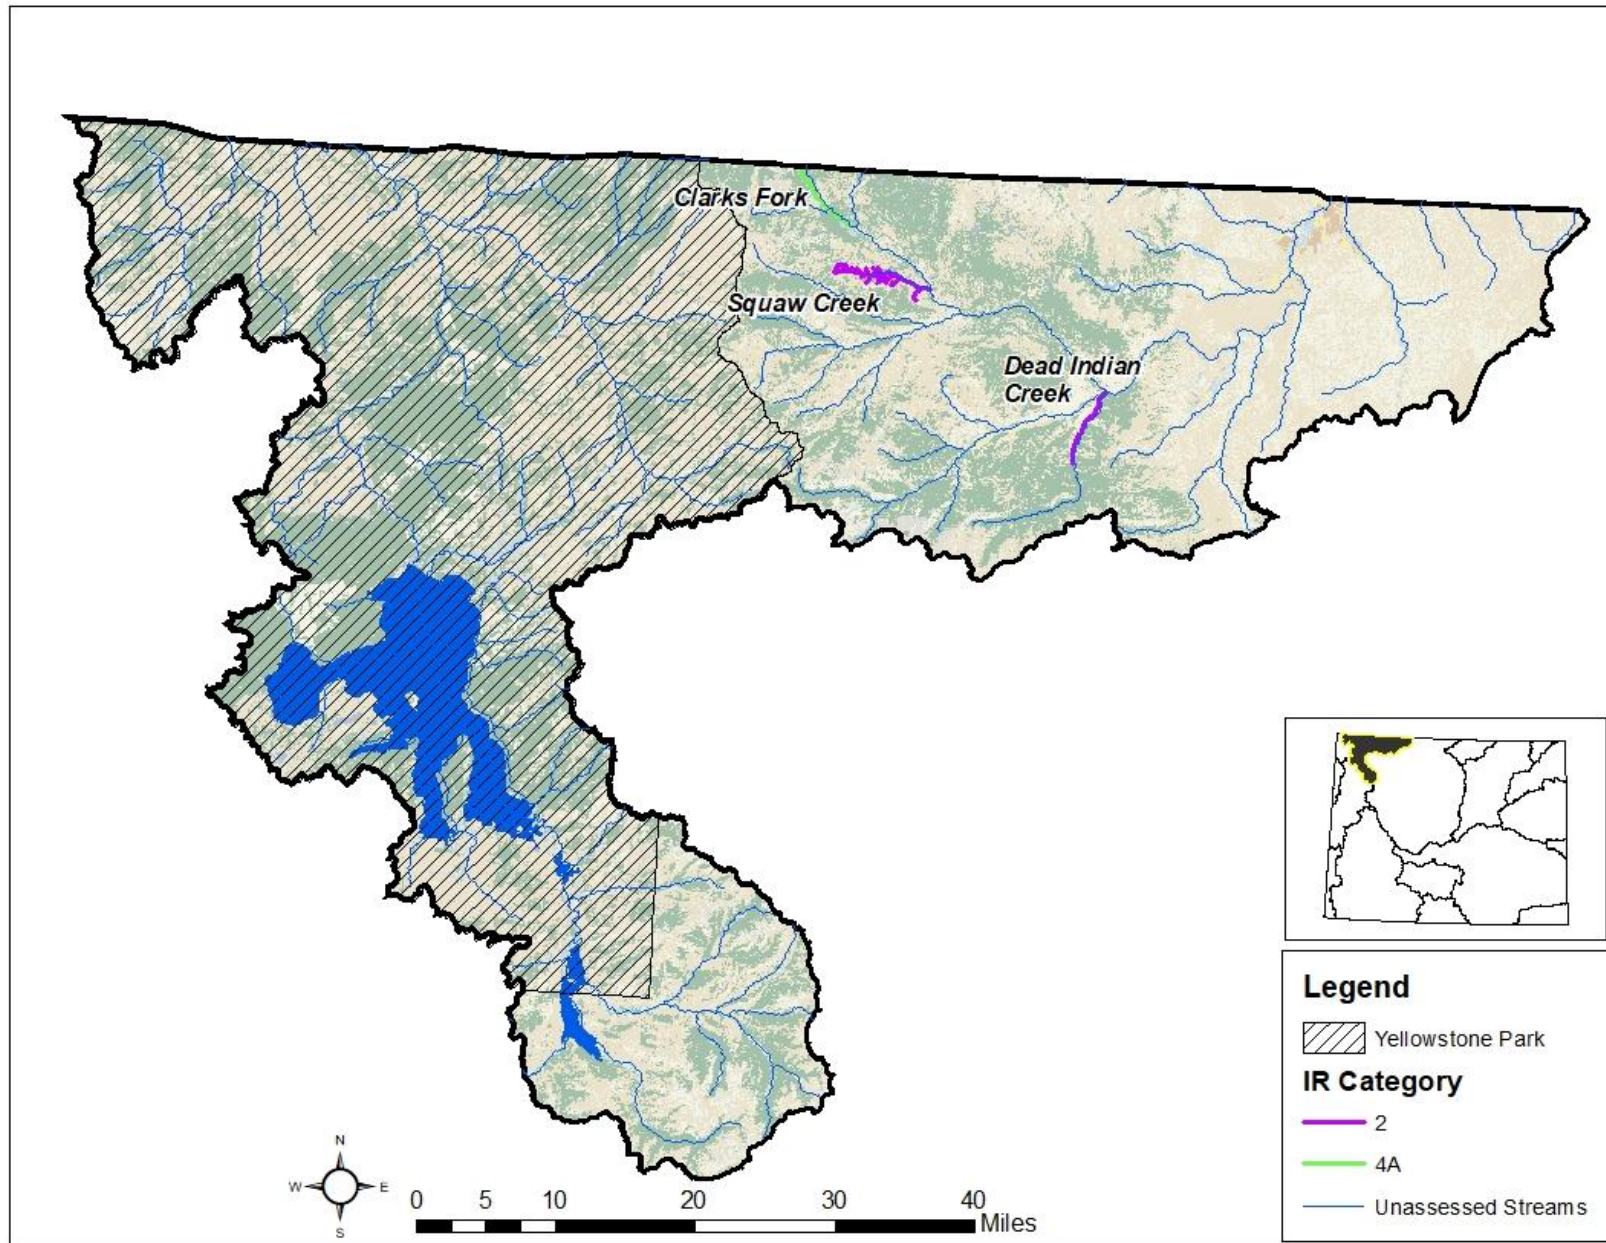 Clarks Fork
Squaw Creek
Dead Indian
Creek
Legend
Yellowstone Park
IR Category
2
4A
Unassessed Streams
N
W E
S
0 5 10 20 30 40
Miles